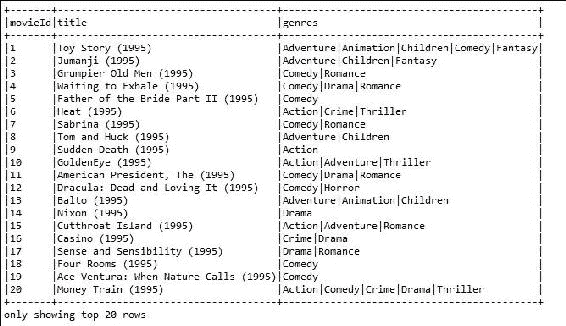 +-------+-------------------------------------+-------------------------------------------+
|movieId|title                                |genres                                     |
+-------+-------------------------------------+-------------------------------------------+
|1      |Toy Story (1995)                     |Adventure|Animation|Children|Comedy|Fantasy|
|2      |Jumanji (1995)                       |Adventure|Children|Fantasy                 |
|3      |Grumpier Old Men (1995)              |Comedy|Romance                             |
|4      |Waiting to Exhale (1995)             |Comedy|Drama|Romance                       |
|5      |Father of the Bride Part II (1995)   |Comedy                                     |
|6      |Heat (1995)                          |Action|Crime|Thriller                      |
|7      |Sabrina (1995)                       |Comedy|Romance                             |
|8      |Tom and Huck (1995)                  |Adventure|Children                         |
|9      |Sudden Death (1995)                  |Action                                     |
|10     |GoldenEye (1995)                     |Action|Adventure|Thriller                  |
|11     |American President, The (1995)       |Comedy|Drama|Romance                       |
|12     |Dracula: Dead and Loving It (1995)   |Comedy|Horror                              |
|13     |Balto (1995)                         |Adventure|Animation|Children               |
|14     |Nixon (1995)                         |Drama                                      |
|15     |Cutthroat Island (1995)              |Action|Adventure|Romance                   |
|16     |Casino (1995)                        |Crime|Drama                                |
|17     |Sense and Sensibility (1995)         |Drama|Romance                              |
|18     |Four Rooms (1995)                    |Comedy                                     |
|19     |Ace Ventura: When Nature Calls (1995)|Comedy                                     |
|20     |Money Train (1995)                   |Action|Comedy|Crime|Drama|Thriller         |
+-------+-------------------------------------+-------------------------------------------+
only showing top 20 rows